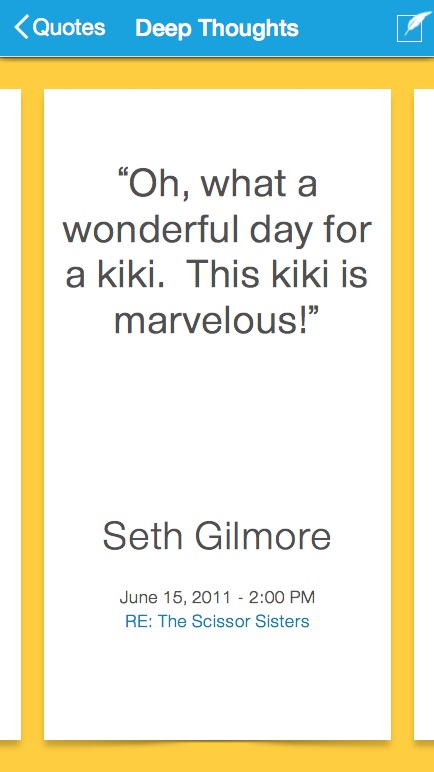 Quotes
Deep Thoughts
“Oh, what a
wonderful day for
a kiki.  This kiki is
marvelous!”
Seth Gilmore
June 15, 2011 - 2:00 PM
RE: The Scissor Sisters